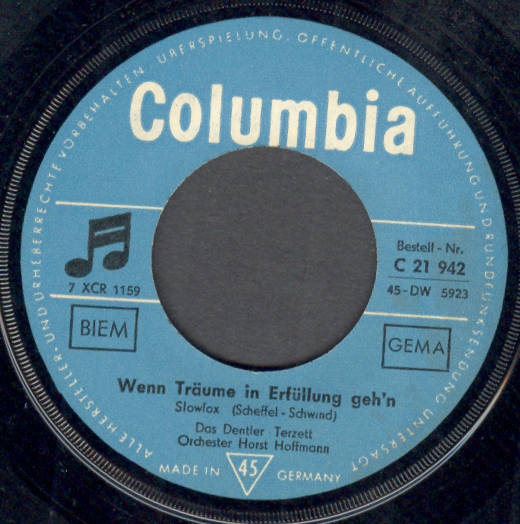 ALLE HERSTELLER- UND URHEBERRECHTE VORBEHALTEN. ÜBERSPIELUNG, ÖFFENTLICHE AUFFÜHRUNG UND RUNDFUNKSENDUNG UNTERSAGT
Columbia
7 XCR 1159
Bestell-Nr.
C 21 942
45-DW 5923
BIEM
GEMA
Wenn Träume in Erfüllung geh'n
Slowfox (Scheffel-Schwind)
Das Dentler Terzett
Orchester Horst Hoffmann
MADE IN 45 GERMANY